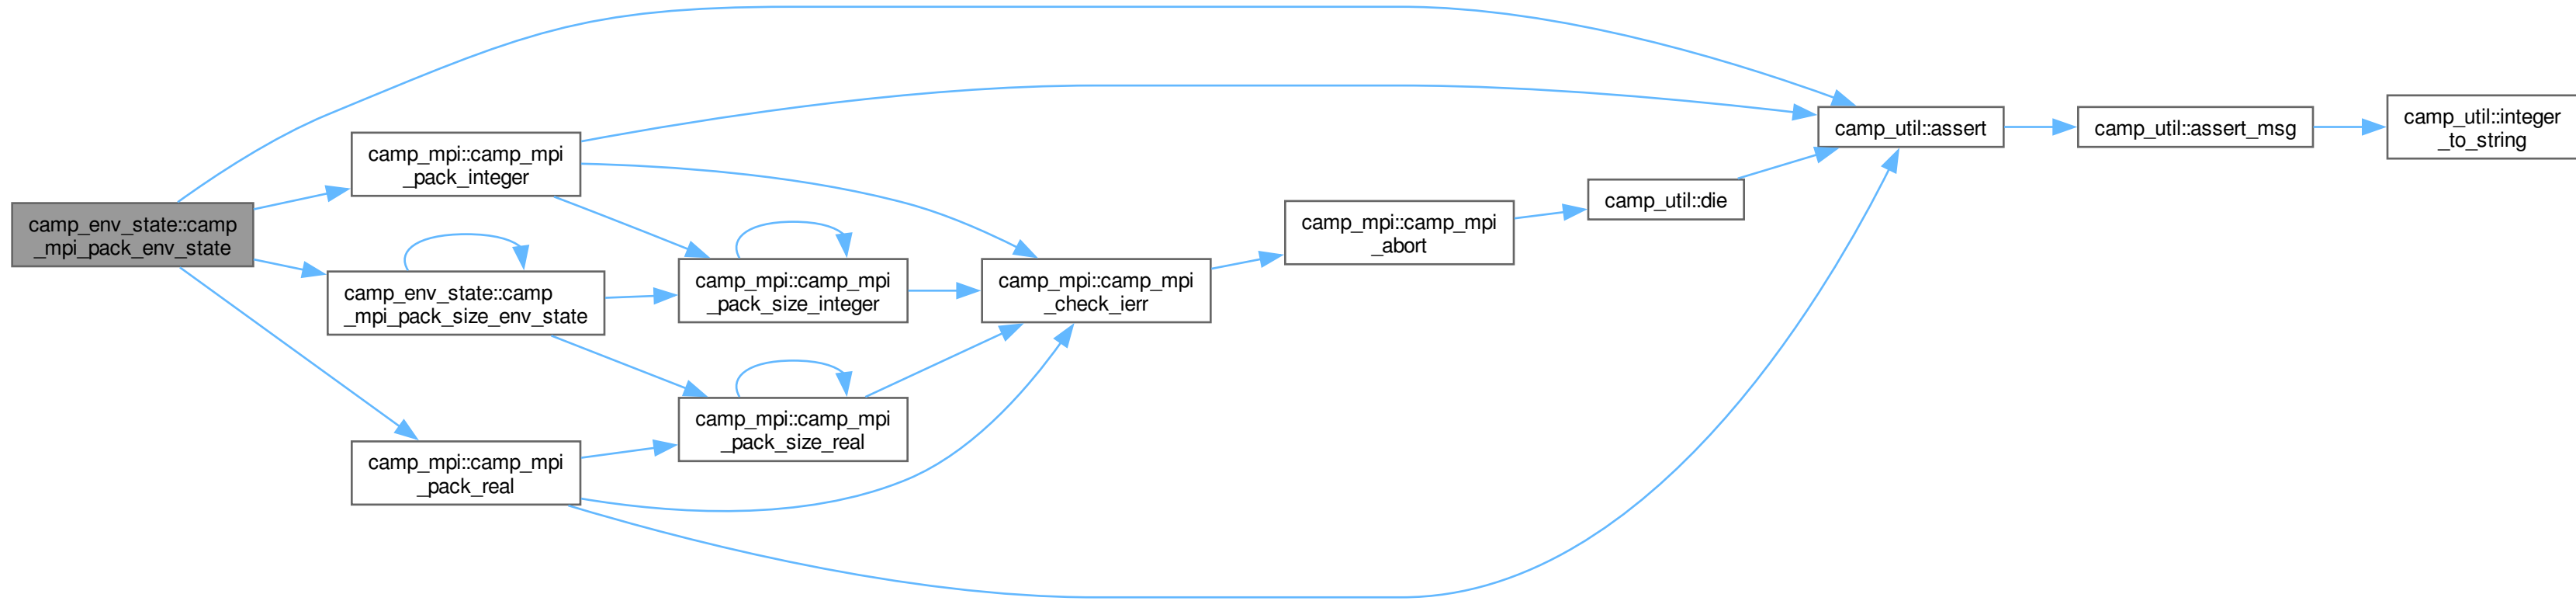 camp_env_state::camp
_mpi_pack_env_state
camp_mpi::camp_mpi
_pack_integer
camp_env_state::camp
_mpi_pack_size_env_state
camp_mpi::camp_mpi
_pack_real
camp_mpi::camp_mpi
_pack_size_integer
camp_mpi::camp_mpi
_pack_size_real
camp_mpi::camp_mpi
_check_ierr
camp_mpi::camp_mpi
_abort
camp_util::die
camp_util::assert
camp_util::assert_msg
camp_util::integer
_to_string